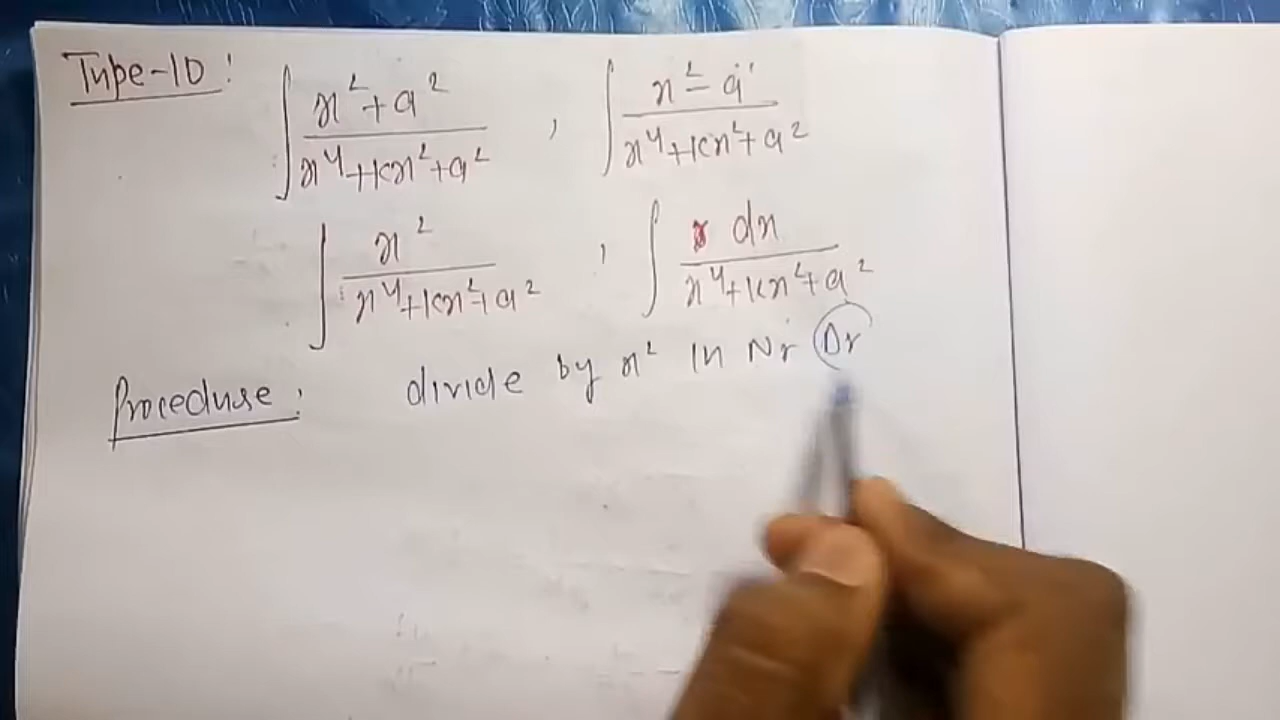 Type-10:
∫ x²+a² / x⁴+kx²+a² , ∫ x²-a' / x⁴+kx²+a²
∫ x² / x⁴+kx²+a² , ∫ dx / x⁴+kx²+a²
Procedure: divide by x² in Nr Dr